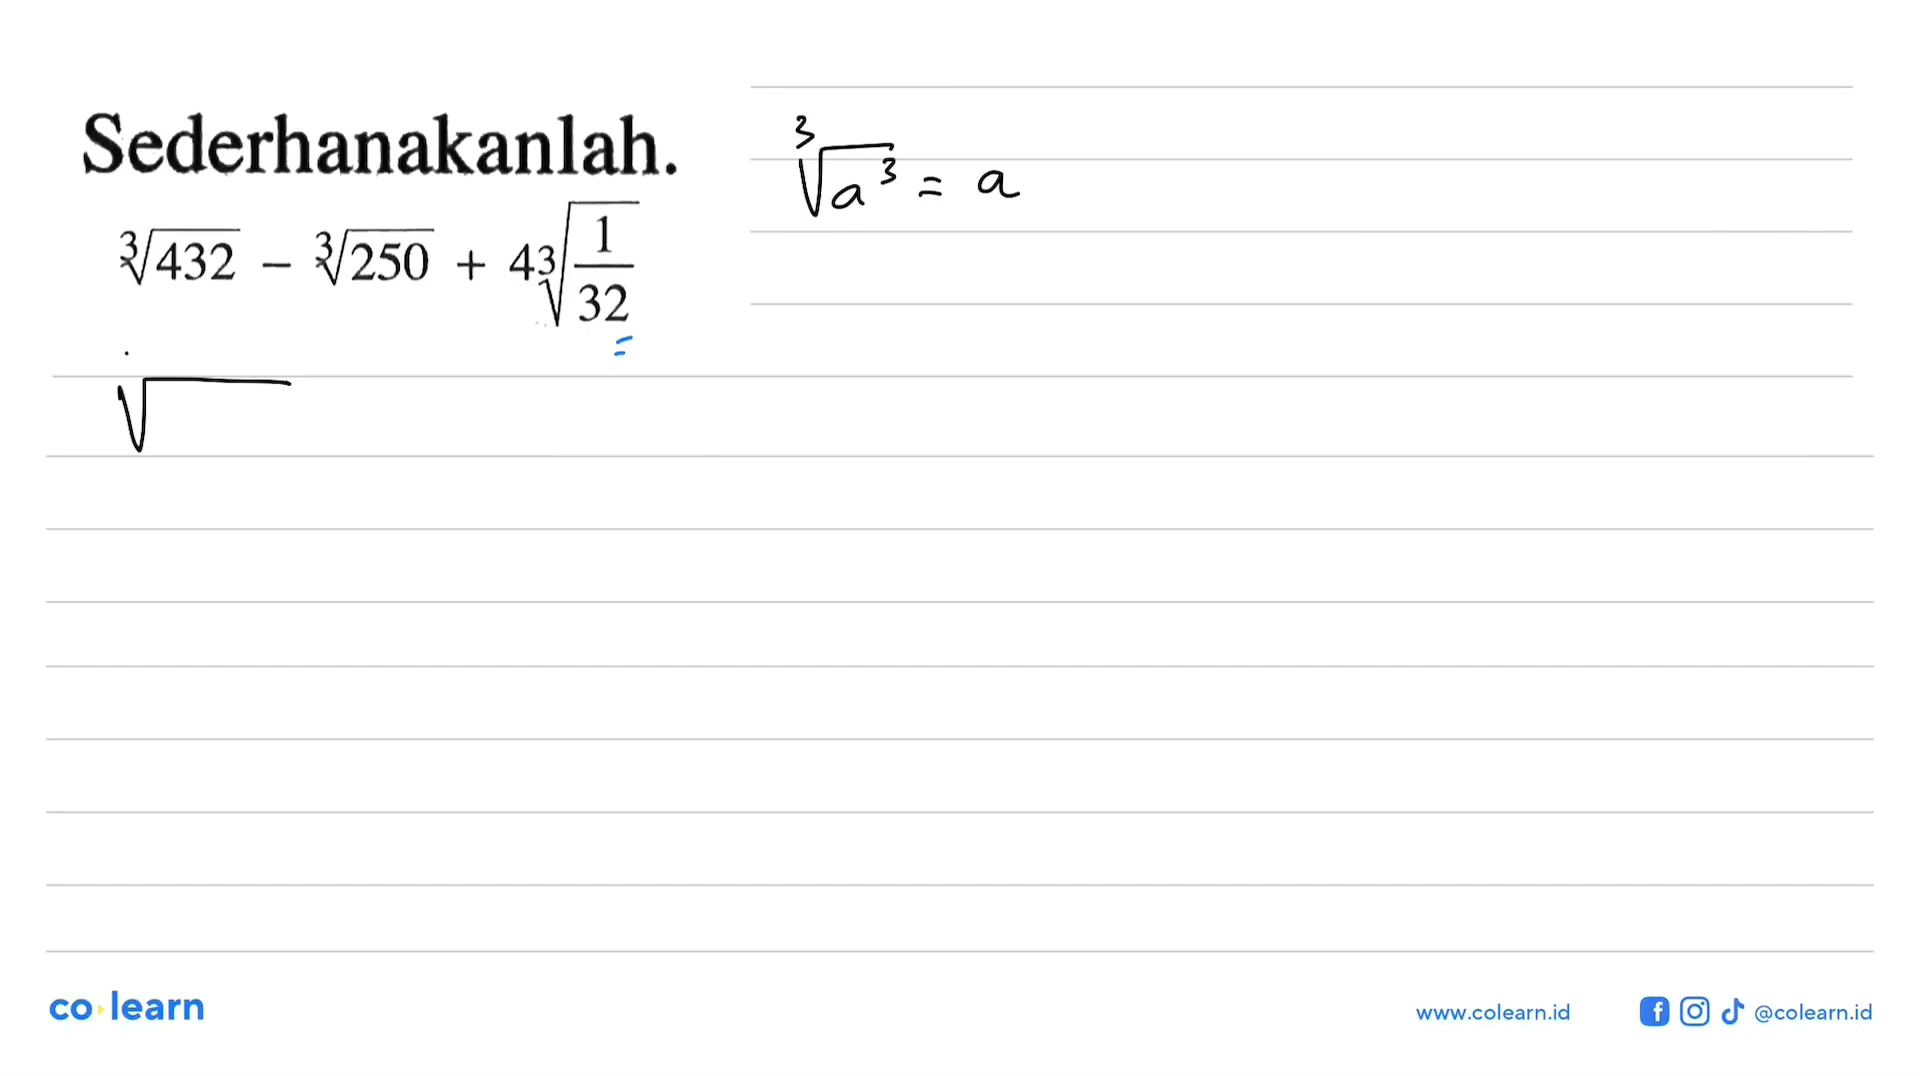 Sederhanakanlah.
∛a³ = a
∛432 − ∛250 + 4∛(1/32)
=
√
co learn
www.colearn.id
@colearn.id